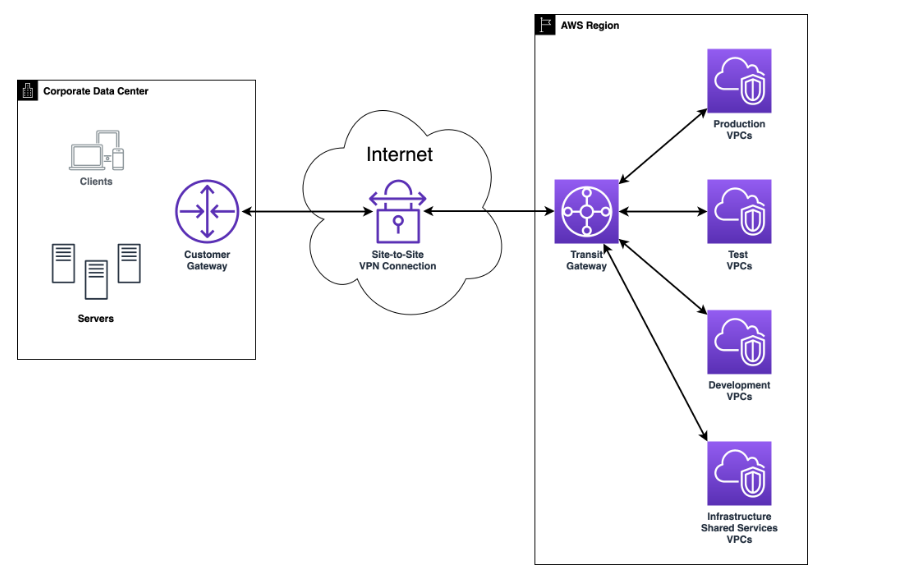 AWS Region
Corporate Data Center
Clients
Servers
Customer
Gateway
Internet
Site-to-Site
VPN Connection
Transit
Gateway
Production
VPCs
Test
VPCs
Development
VPCs
Infrastructure
Shared Services
VPCs